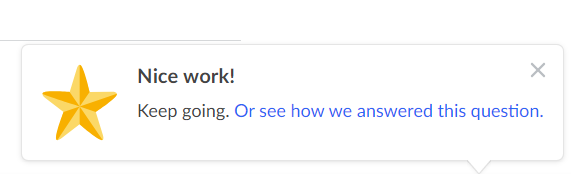 Nice work!
Keep going. Or see how we answered this question.